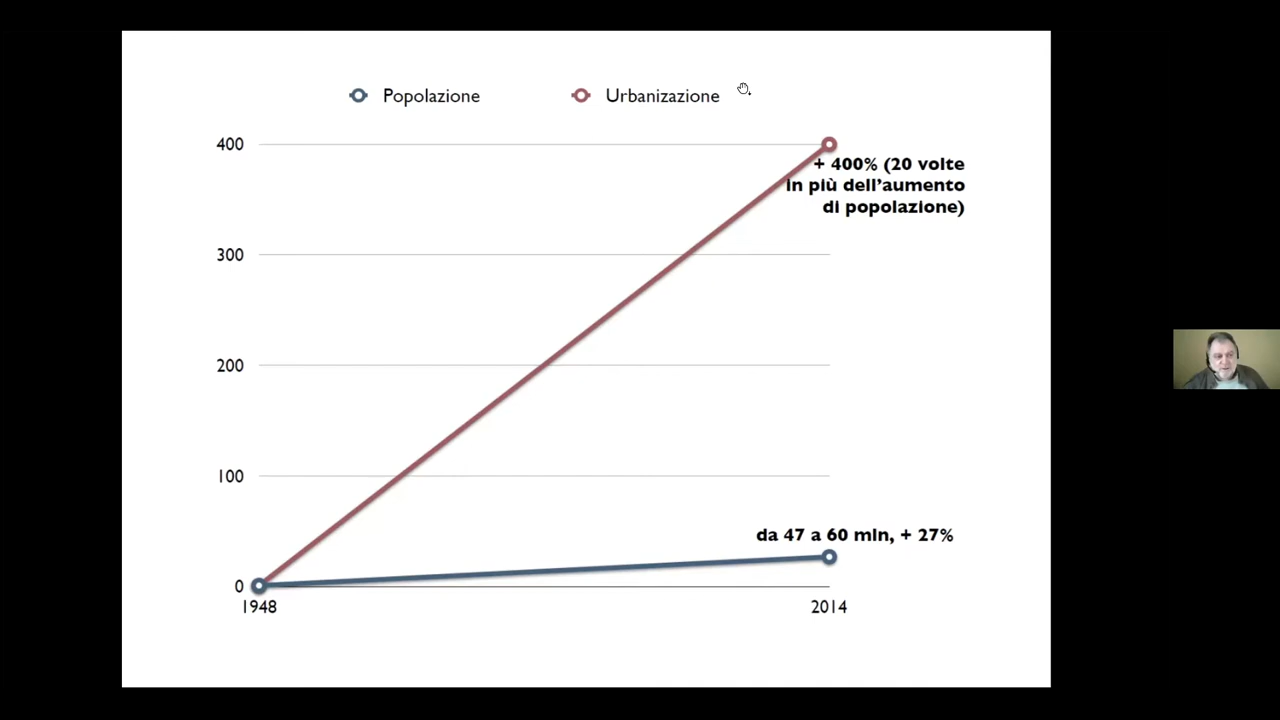 Popolazione
Urbanizazione
400
+ 400% (20 volte
in più dell’aumento
di popolazione)
300
200
100
da 47 a 60 mln, + 27%
0
1948
2014